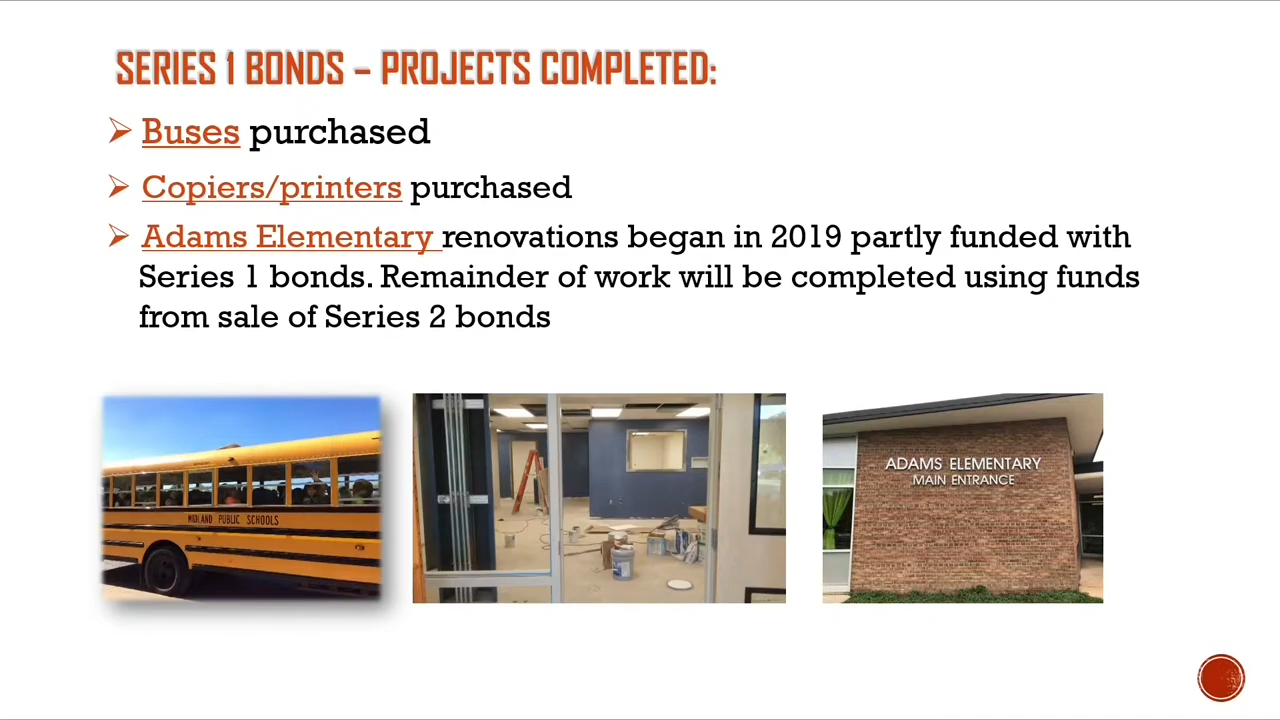 SERIES 1 BONDS – PROJECTS COMPLETED:
Buses purchased
Copiers/printers purchased
Adams Elementary renovations began in 2019 partly funded with
Series 1 bonds. Remainder of work will be completed using funds
from sale of Series 2 bonds
MIDLAND PUBLIC SCHOOLS
ADAMS ELEMENTARY
MAIN ENTRANCE